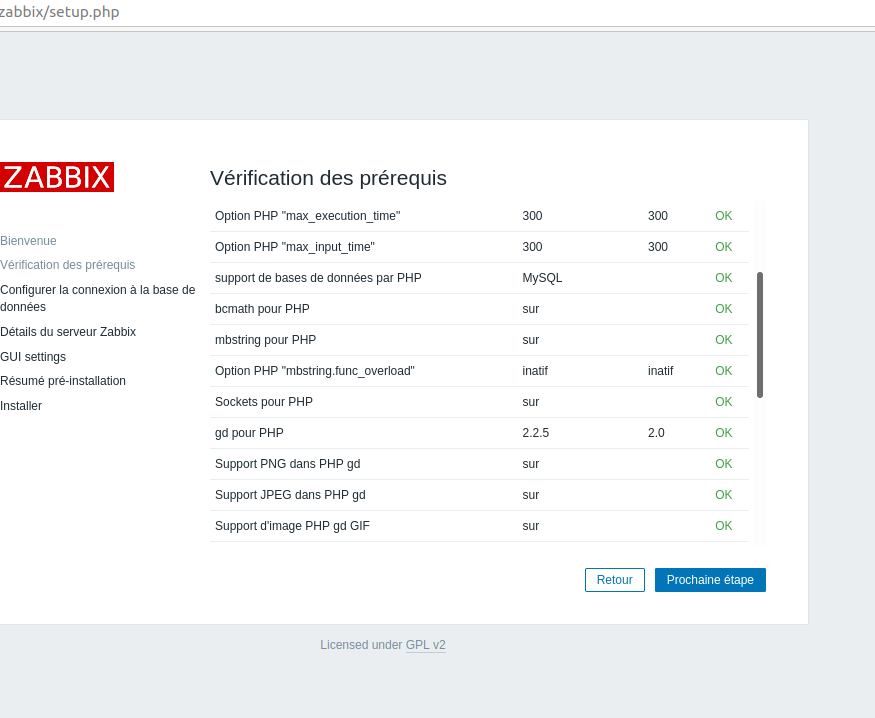 zabbix/setup.php
ZABBIX
Bienvenue
Vérification des prérequis
Configurer la connexion à la base de
données
Détails du serveur Zabbix
GUI settings
Résumé pré-installation
Installer
Vérification des prérequis
Option PHP "max_execution_time" 300 300 OK
Option PHP "max_input_time" 300 300 OK
support de bases de données par PHP MySQL OK
bcmath pour PHP sur OK
mbstring pour PHP sur OK
Option PHP "mbstring.func_overload" inatif inatif OK
Sockets pour PHP sur OK
gd pour PHP 2.2.5 2.0 OK
Support PNG dans PHP gd sur OK
Support JPEG dans PHP gd sur OK
Support d'image PHP gd GIF sur OK
Retour Prochaine étape
Licensed under GPL v2